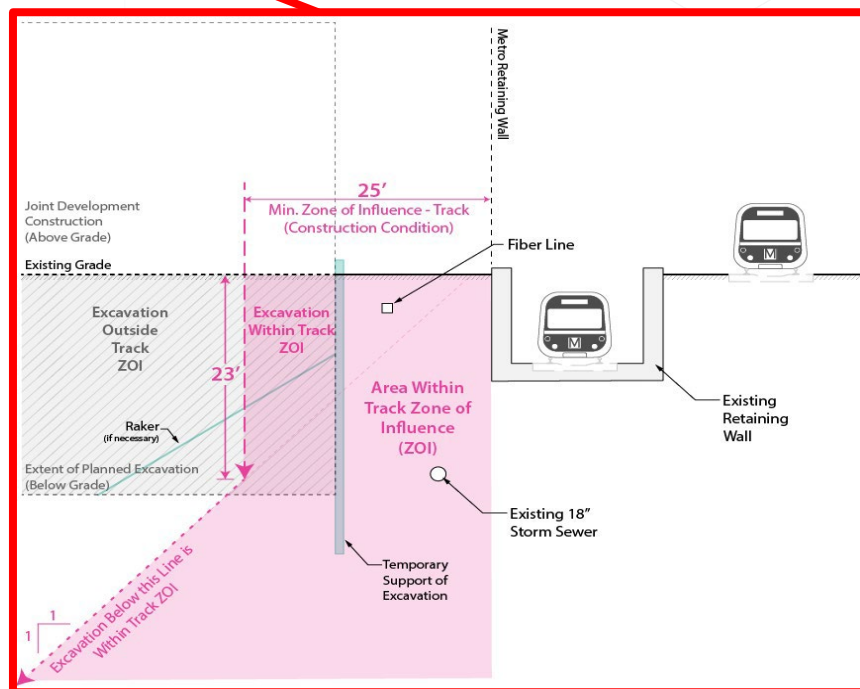 Metro Retaining Wall
25’
Min. Zone of Influence - Track
(Construction Condition)
Joint Development
Construction
(Above Grade)
Existing Grade
Fiber Line
M
M
Excavation
Outside
Track
ZOI
Excavation
Within Track
ZOI
23’
Area Within
Track Zone of
Influence
(ZOI)
Raker
(if necessary)
Existing
Retaining
Wall
Extent of Planned Excavation
(Below Grade)
Existing 18”
Storm Sewer
Temporary
Support of
Excavation
Excavation Below this Line is
Within Track ZOI
1
1